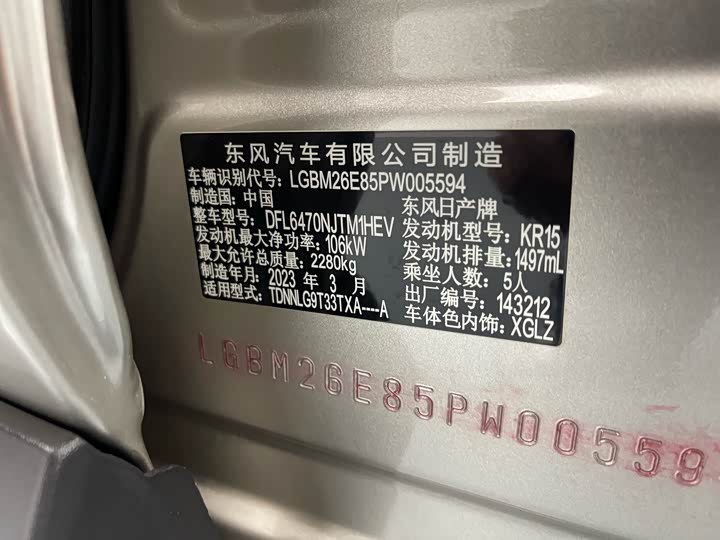 东风汽车有限公司制造
车辆识别代号: LGBM26E85PW005594
制造国: 中国 东风日产牌
整车型号: DFL6470NJTM1HEV 发动机型号: KR15
发动机最大净功率: 106kW 发动机排量: 1497mL
最大允许总质量: 2280kg 乘坐人数: 5人
制造年月: 2023 年 3 月 出厂编号: 143212
适用型式: TDNNLG9T33TXA----A 车体色内饰: XGLZ
LGBM26E85PW00559